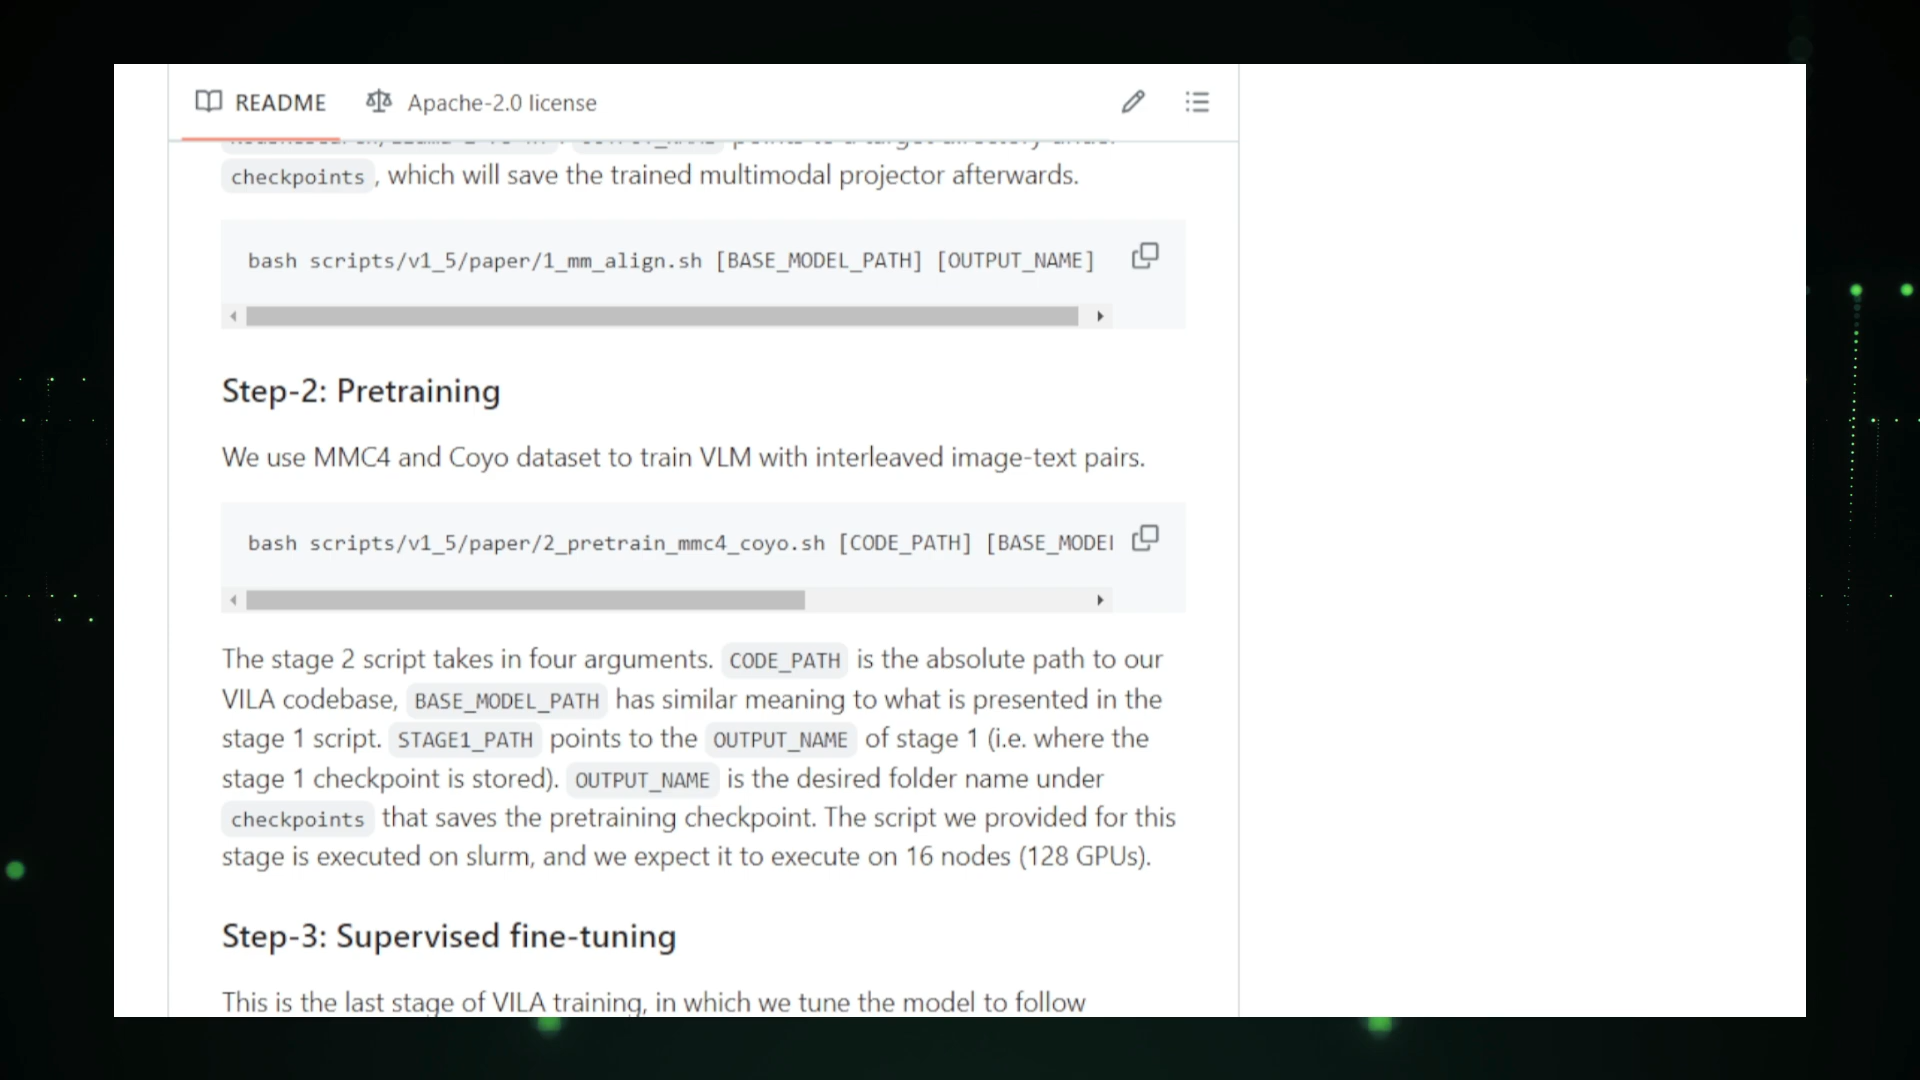 README
Apache-2.0 license
checkpoints , which will save the trained multimodal projector afterwards.
bash scripts/v1_5/paper/1_mm_align.sh [BASE_MODEL_PATH] [OUTPUT_NAME]
Step-2: Pretraining
We use MMC4 and Coyo dataset to train VLM with interleaved image-text pairs.
bash scripts/v1_5/paper/2_pretrain_mmc4_coyo.sh [CODE_PATH] [BASE_MODEL
The stage 2 script takes in four arguments. CODE_PATH is the absolute path to our
VILA codebase, BASE_MODEL_PATH has similar meaning to what is presented in the
stage 1 script. STAGE1_PATH points to the OUTPUT_NAME of stage 1 (i.e. where the
stage 1 checkpoint is stored). OUTPUT_NAME is the desired folder name under
checkpoints that saves the pretraining checkpoint. The script we provided for this
stage is executed on slurm, and we expect it to execute on 16 nodes (128 GPUs).
Step-3: Supervised fine-tuning
This is the last stage of VILA training, in which we tune the model to follow